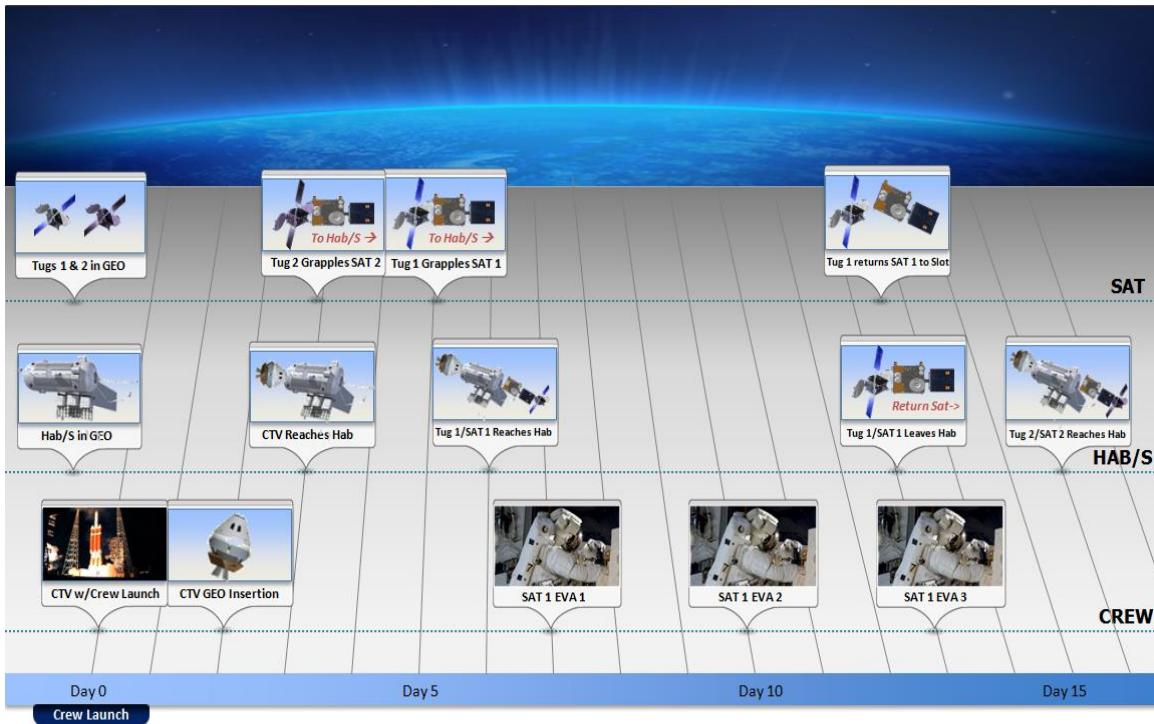 To Hab/S →
To Hab/S →
Tugs 1 & 2 in GEO
Tug 2 Grapples SAT 2
Tug 1 Grapples SAT 1
Tug 1 returns SAT 1 to Slot
SAT
Return Sat->
Hab/S in GEO
CTV Reaches Hab
Tug 1/SAT 1 Reaches Hab
Tug 1/SAT 1 Leaves Hab
Tug 2/SAT 2 Reaches Hab
HAB/S
CTV w/Crew Launch
CTV GEO Insertion
SAT 1 EVA 1
SAT 1 EVA 2
SAT 1 EVA 3
CREW
Day 0
Day 5
Day 10
Day 15
Crew Launch